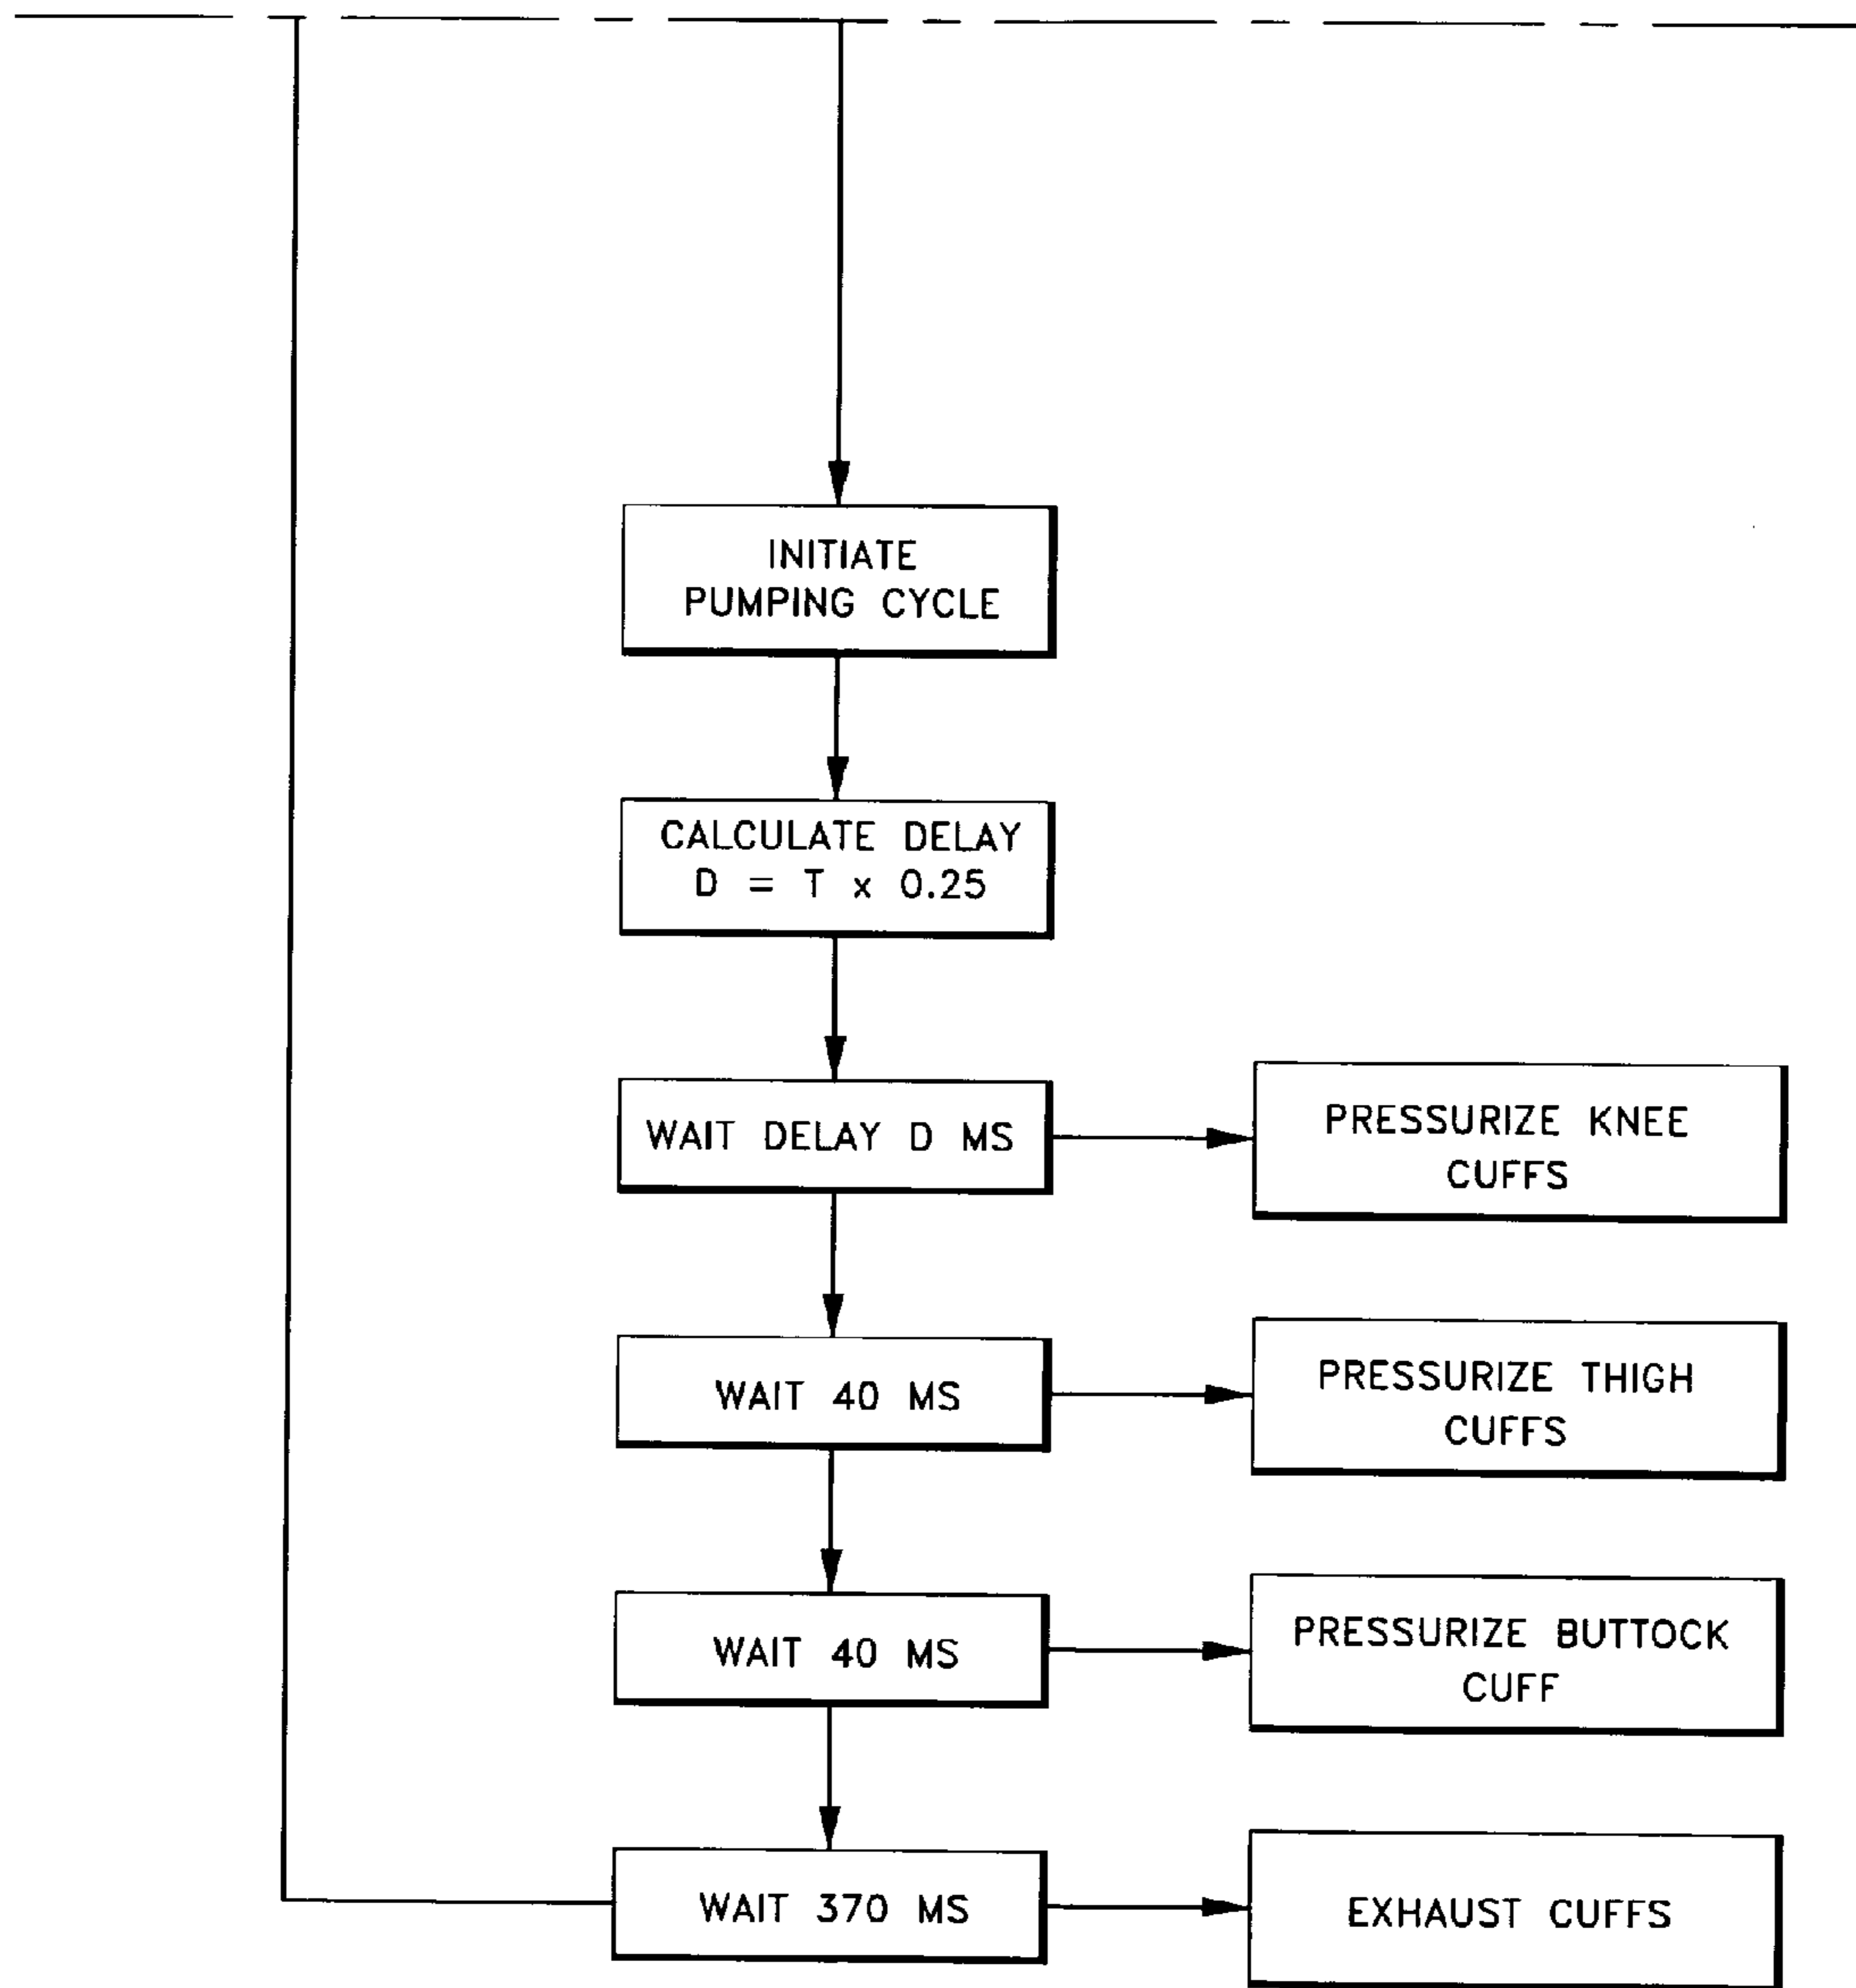 INITIATE
PUMPING CYCLE
CALCULATE DELAY
D = T x 0.25
WAIT DELAY D MS
PRESSURIZE KNEE
CUFFS
WAIT 40 MS
PRESSURIZE THIGH
CUFFS
WAIT 40 MS
PRESSURIZE BUTTOCK
CUFF
WAIT 370 MS
EXHAUST CUFFS